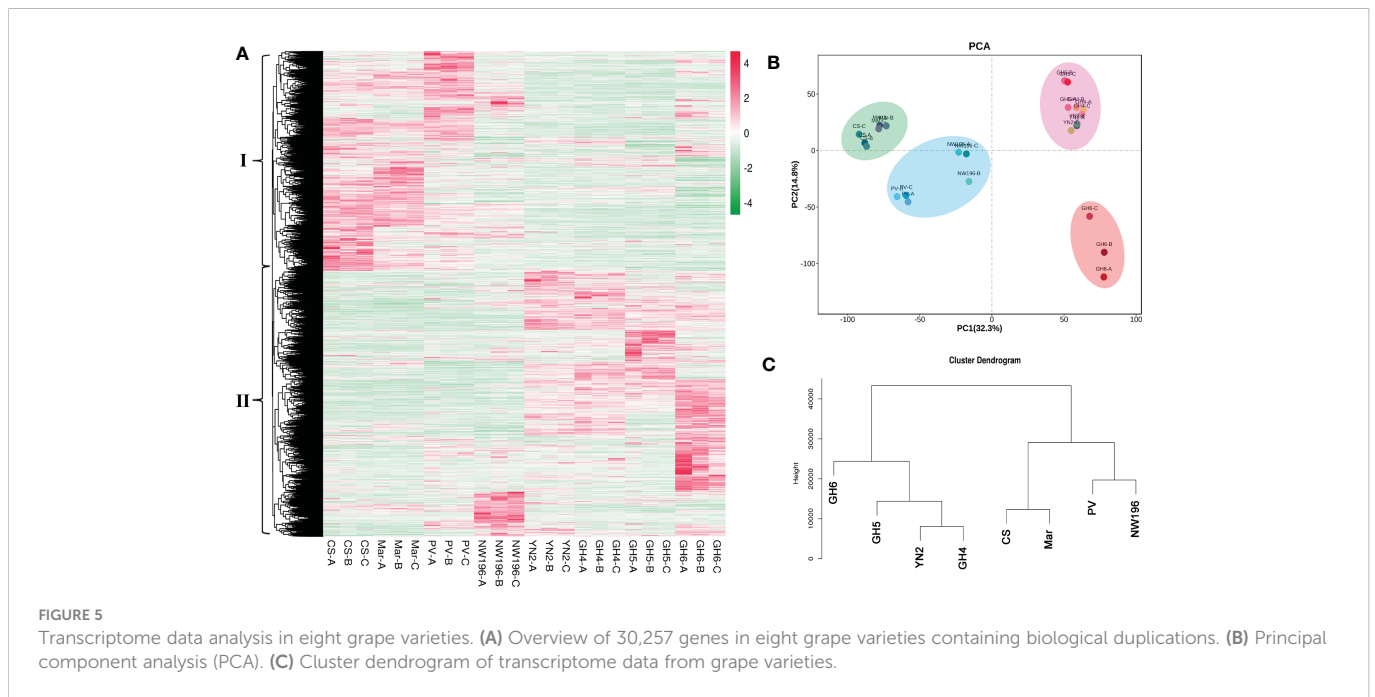 A
I
II
4
2
0
-2
-4
CS-A
CS-B
CS-C
Mar-A
Mar-B
Mar-C
PV-A
PV-B
PV-C
NW196-A
NW196-B
NW196-C
YN2-A
YN2-B
YN2-C
GH4-A
GH4-B
GH4-C
GH5-A
GH5-B
GH5-C
GH6-A
GH6-B
GH6-C
B
PCA
PC2(14.8%)
50
0
-50
-100
-100
-50
0
50
100
PC1(32.3%)
CS-C
NW196-C
NW196-B
PV-C
GH6-C
GH6-B
GH6-A
C
Cluster Dendrogram
Height
40000
30000
20000
10000
0
GH6
GH5
YN2
GH4
CS
Mar
PV
NW196
FIGURE 5
Transcriptome data analysis in eight grape varieties. (A) Overview of 30,257 genes in eight grape varieties containing biological duplications. (B) Principal
component analysis (PCA). (C) Cluster dendrogram of transcriptome data from grape varieties.